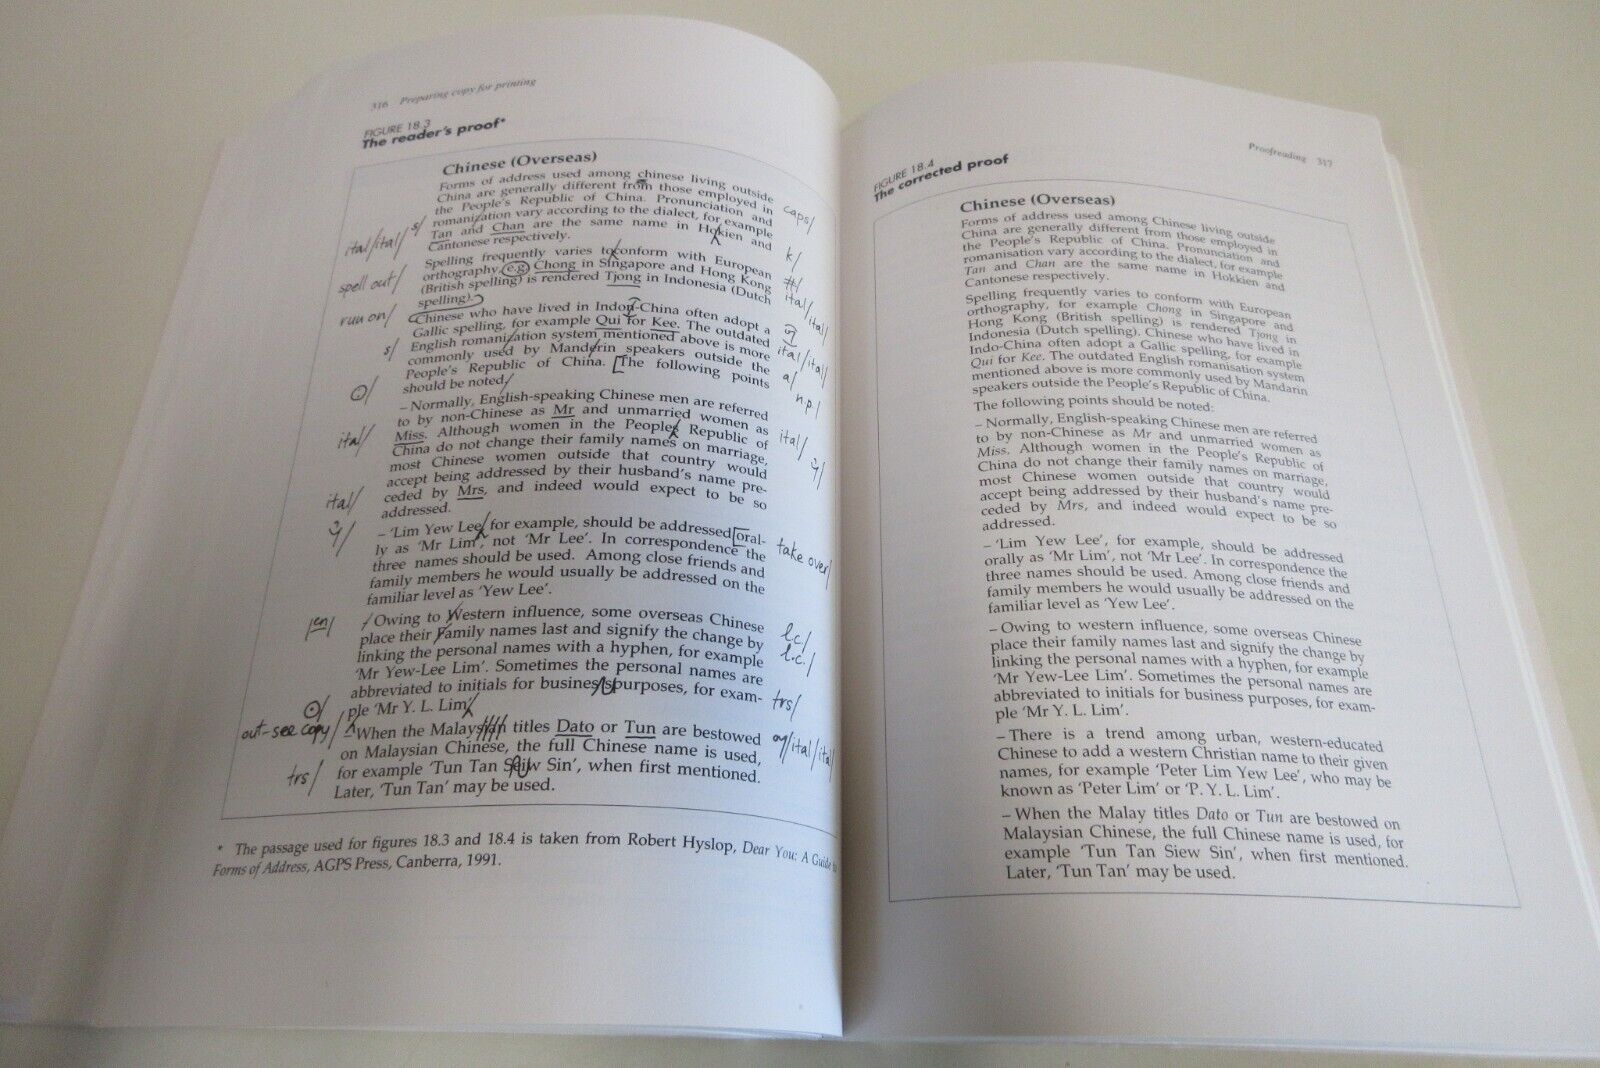 316 Preparing copy for printing
FIGURE 18.3
The reader's proof*
Chinese (Overseas)
Forms of address used among chinese living outside
China are generally different from those employed in
the People's Republic of China. Pronunciation and
romanization vary according to the dialect, for example
Tan and Chan are the same name in Hokien and
Cantonese respectively.
Spelling frequently varies toconform with European
orthography, e.g. Chong in Singapore and Hong Kong
(British spelling) is rendered Tjong in Indonesia (Dutch
spelling).
Chinese who have lived in Indo-China often adopt a
Gallic spelling, for example Qui for Kee. The outdated
English romanization system mentioned above is more
commonly used by Manderin speakers outside the
People's Republic of China. The following points
should be noted
– Normally, English-speaking Chinese men are referred
to by non-Chinese as Mr and unmarried women as
Miss. Although women in the Peoples Republic of
China do not change their family names on marriage,
most Chinese women outside that country would
accept being addressed by their husband's name pre-
ceded by Mrs, and indeed would expect to be so
addressed.
– 'Lim Yew Lee, for example, should be addressed oral-
ly as 'Mr Lim', not 'Mr Lee'. In correspondence the
three names should be used. Among close friends and
family members he would usually be addressed on the
familiar level as 'Yew Lee'.
Owing to Western influence, some overseas Chinese
place their Family names last and signify the change by
linking the personal names with a hyphen, for example
'Mr Yew-Lee Lim'. Sometimes the personal names are
abbreviated to initials for busines spurposes, for exam-
ple 'Mr Y. L. Lim'
– When the Malaysian titles Dato or Tun are bestowed
on Malaysian Chinese, the full Chinese name is used,
for example 'Tun Tan Seiw Sin', when first mentioned.
Later, 'Tun Tan' may be used.
ital/ital/ s/
spell out/
run on/
s/
ital/
ital/
en
out-see copy/
trs/
caps/
k/
#/
ital/
ital/
ital/ital/
a/
n.p./
ital/
take over/
l.c./
l.c./
trs/
ay/ital/ital/
* The passage used for figures 18.3 and 18.4 is taken from Robert Hyslop, Dear You: A Guide to
Forms of Address, AGPS Press, Canberra, 1991.
Proofreading 317
FIGURE 18.4
The corrected proof
Chinese (Overseas)
Forms of address used among Chinese living outside
China are generally different from those employed in
the People's Republic of China. Pronunciation and
romanisation vary according to the dialect, for example
Tan and Chan are the same name in Hokkien and
Cantonese respectively.
Spelling frequently varies to conform with European
orthography, for example Chong in Singapore and
Hong Kong (British spelling) is rendered Tjong in
Indonesia (Dutch spelling). Chinese who have lived in
Indo-China often adopt a Gallic spelling, for example
Qui for Kee. The outdated English romanisation system
mentioned above is more commonly used by Mandarin
speakers outside the People's Republic of China.
The following points should be noted:
– Normally, English-speaking Chinese men are referred
to by non-Chinese as Mr and unmarried women as
Miss. Although women in the People's Republic of
China do not change their family names on marriage,
most Chinese women outside that country would
accept being addressed by their husband's name pre-
ceded by Mrs, and indeed would expect to be so
addressed.
– 'Lim Yew Lee', for example, should be addressed
orally as 'Mr Lim', not 'Mr Lee'. In correspondence the
three names should be used. Among close friends and
family members he would usually be addressed on the
familiar level as 'Yew Lee'.
– Owing to western influence, some overseas Chinese
place their family names last and signify the change by
linking the personal names with a hyphen, for example
'Mr Yew-Lee Lim'. Sometimes the personal names are
abbreviated to initials for business purposes, for exam-
ple 'Mr Y. L. Lim'.
– There is a trend among urban, western-educated
Chinese to add a western Christian name to their given
names, for example 'Peter Lim Yew Lee', who may be
known as 'Peter Lim' or 'P. Y. L. Lim'.
– When the Malay titles Dato or Tun are bestowed on
Malaysian Chinese, the full Chinese name is used, for
example 'Tun Tan Siew Sin', when first mentioned.
Later, 'Tun Tan' may be used.